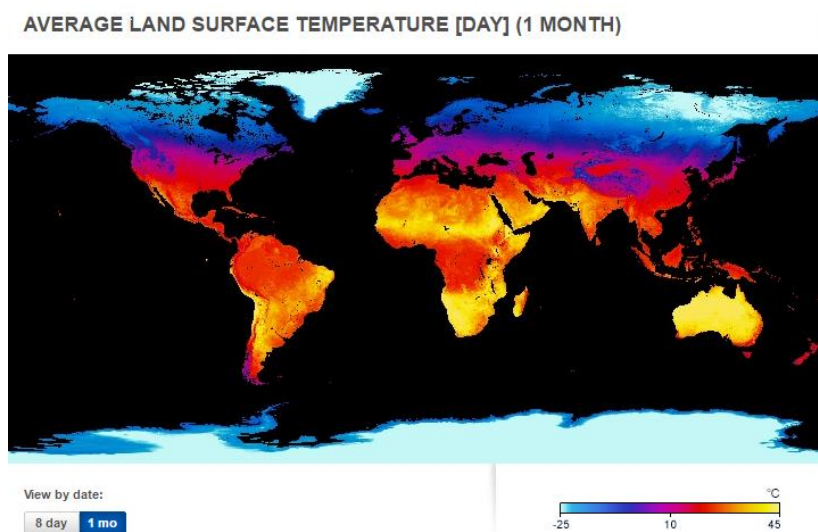 AVERAGE LAND SURFACE TEMPERATURE [DAY] (1 MONTH)
View by date:
8 day 1 mo
°C
-25 10 45